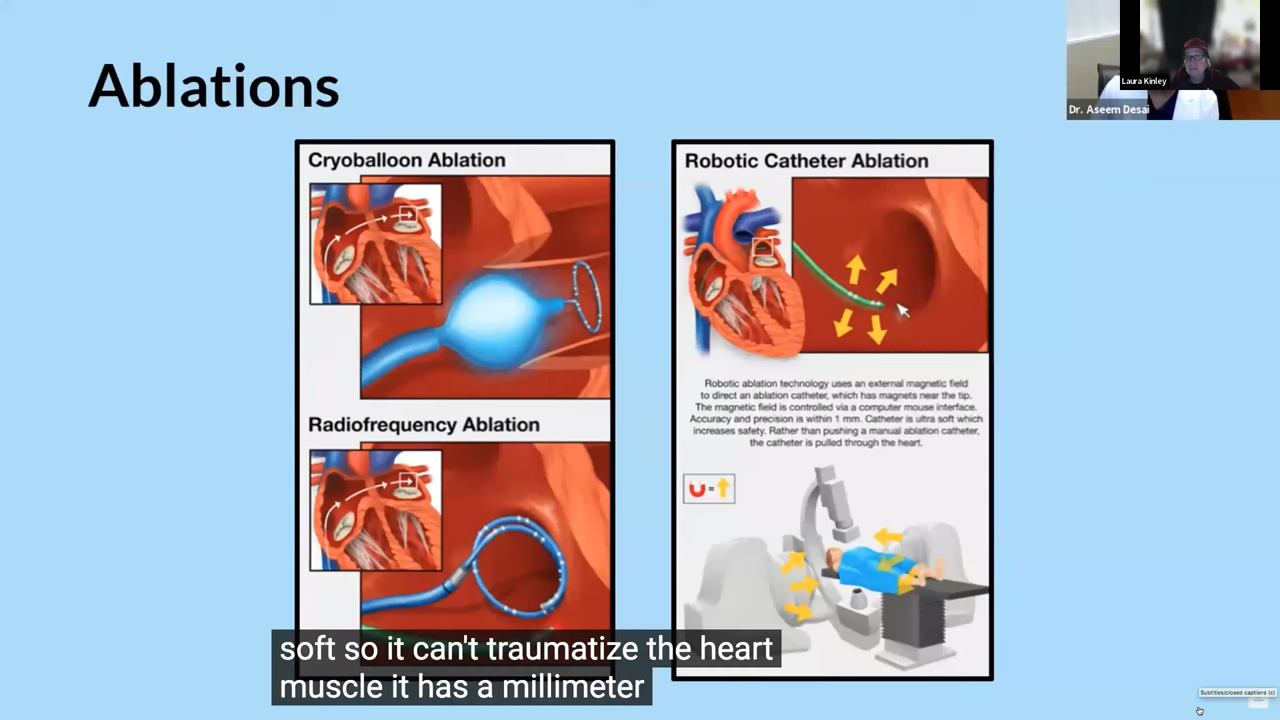 Ablations
Laura Kinley
Dr. Aseem Desai
Cryoballoon Ablation
Radiofrequency Ablation
Robotic Catheter Ablation
Robotic ablation technology uses an external magnetic field
to direct an ablation catheter, which has magnets near the tip.
The magnetic field is controlled via a computer mouse interface.
Accuracy and precision is within 1 mm. Catheter is ultra soft which
increases safety. Rather than pushing a manual ablation catheter,
the catheter is pulled through the heart.
=
soft so it can't traumatize the heart
muscle it has a millimeter
Subtitles/closed captions (c)